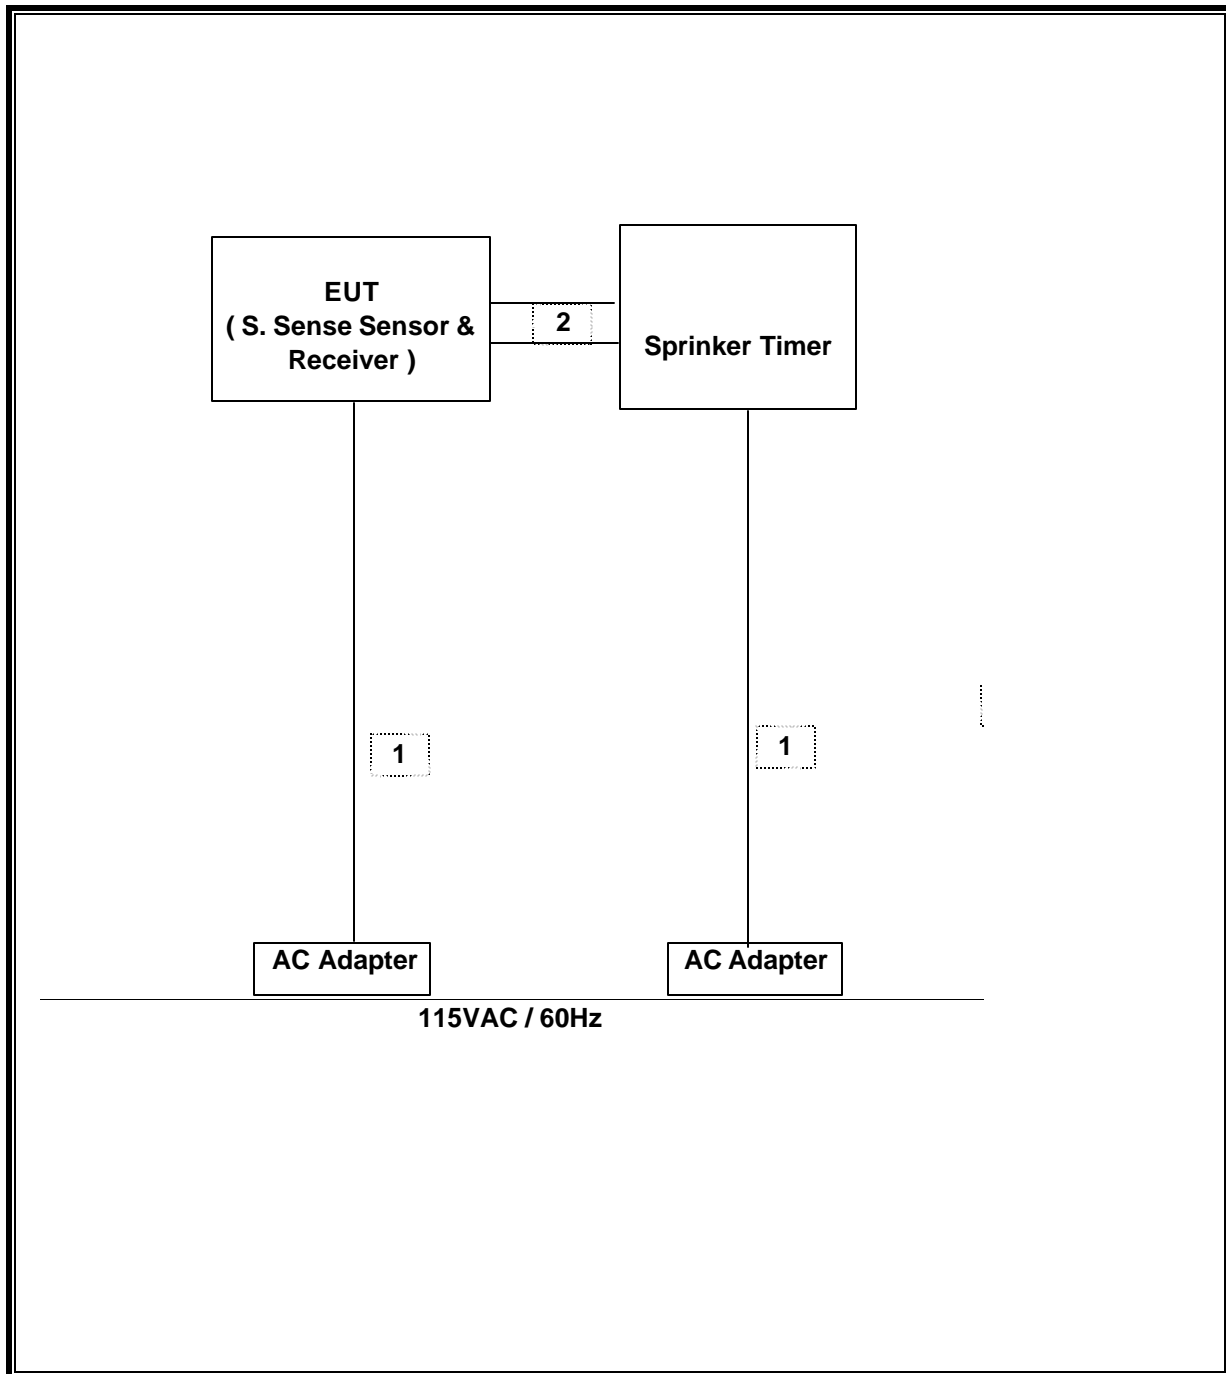 EUT
( S. Sense Sensor &
Receiver )
2
Sprinker Timer
1
1
AC Adapter
AC Adapter
115VAC / 60Hz